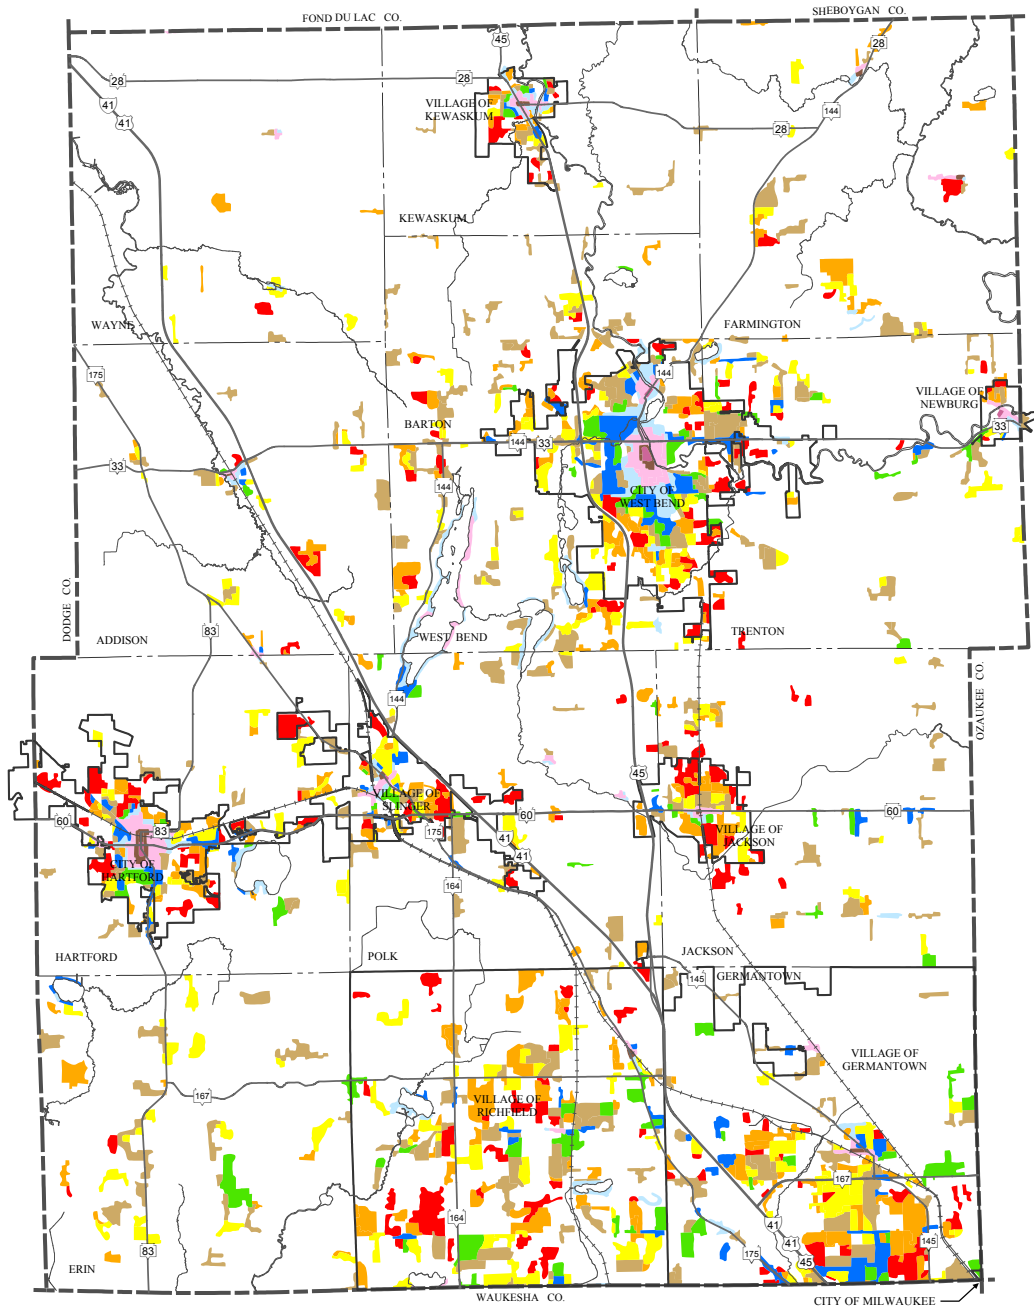 FOND DU LAC CO.
SHEBOYGAN CO.
45
28
28
28
41
41
VILLAGE OF
KEWASKUM
144
28
KEWASKUM
WAYNE
FARMINGTON
175
144
VILLAGE OF
NEWBURG
BARTON
33
144
33
33
144
CITY OF
WEST BEND
DODGE CO.
83
ADDISON
WEST BEND
TRENTON
144
OZAUKEE CO.
45
VILLAGE OF
SLINGER
60
83
60
60
175
41
41
VILLAGE OF
JACKSON
CITY OF
HARTFORD
164
HARTFORD
POLK
JACKSON
145
GERMANTOWN
VILLAGE OF
GERMANTOWN
167
VILLAGE OF
RICHFIELD
167
164
41
41
145
83
175
45
ERIN
WAUKESHA CO.
CITY OF MILWAUKEE